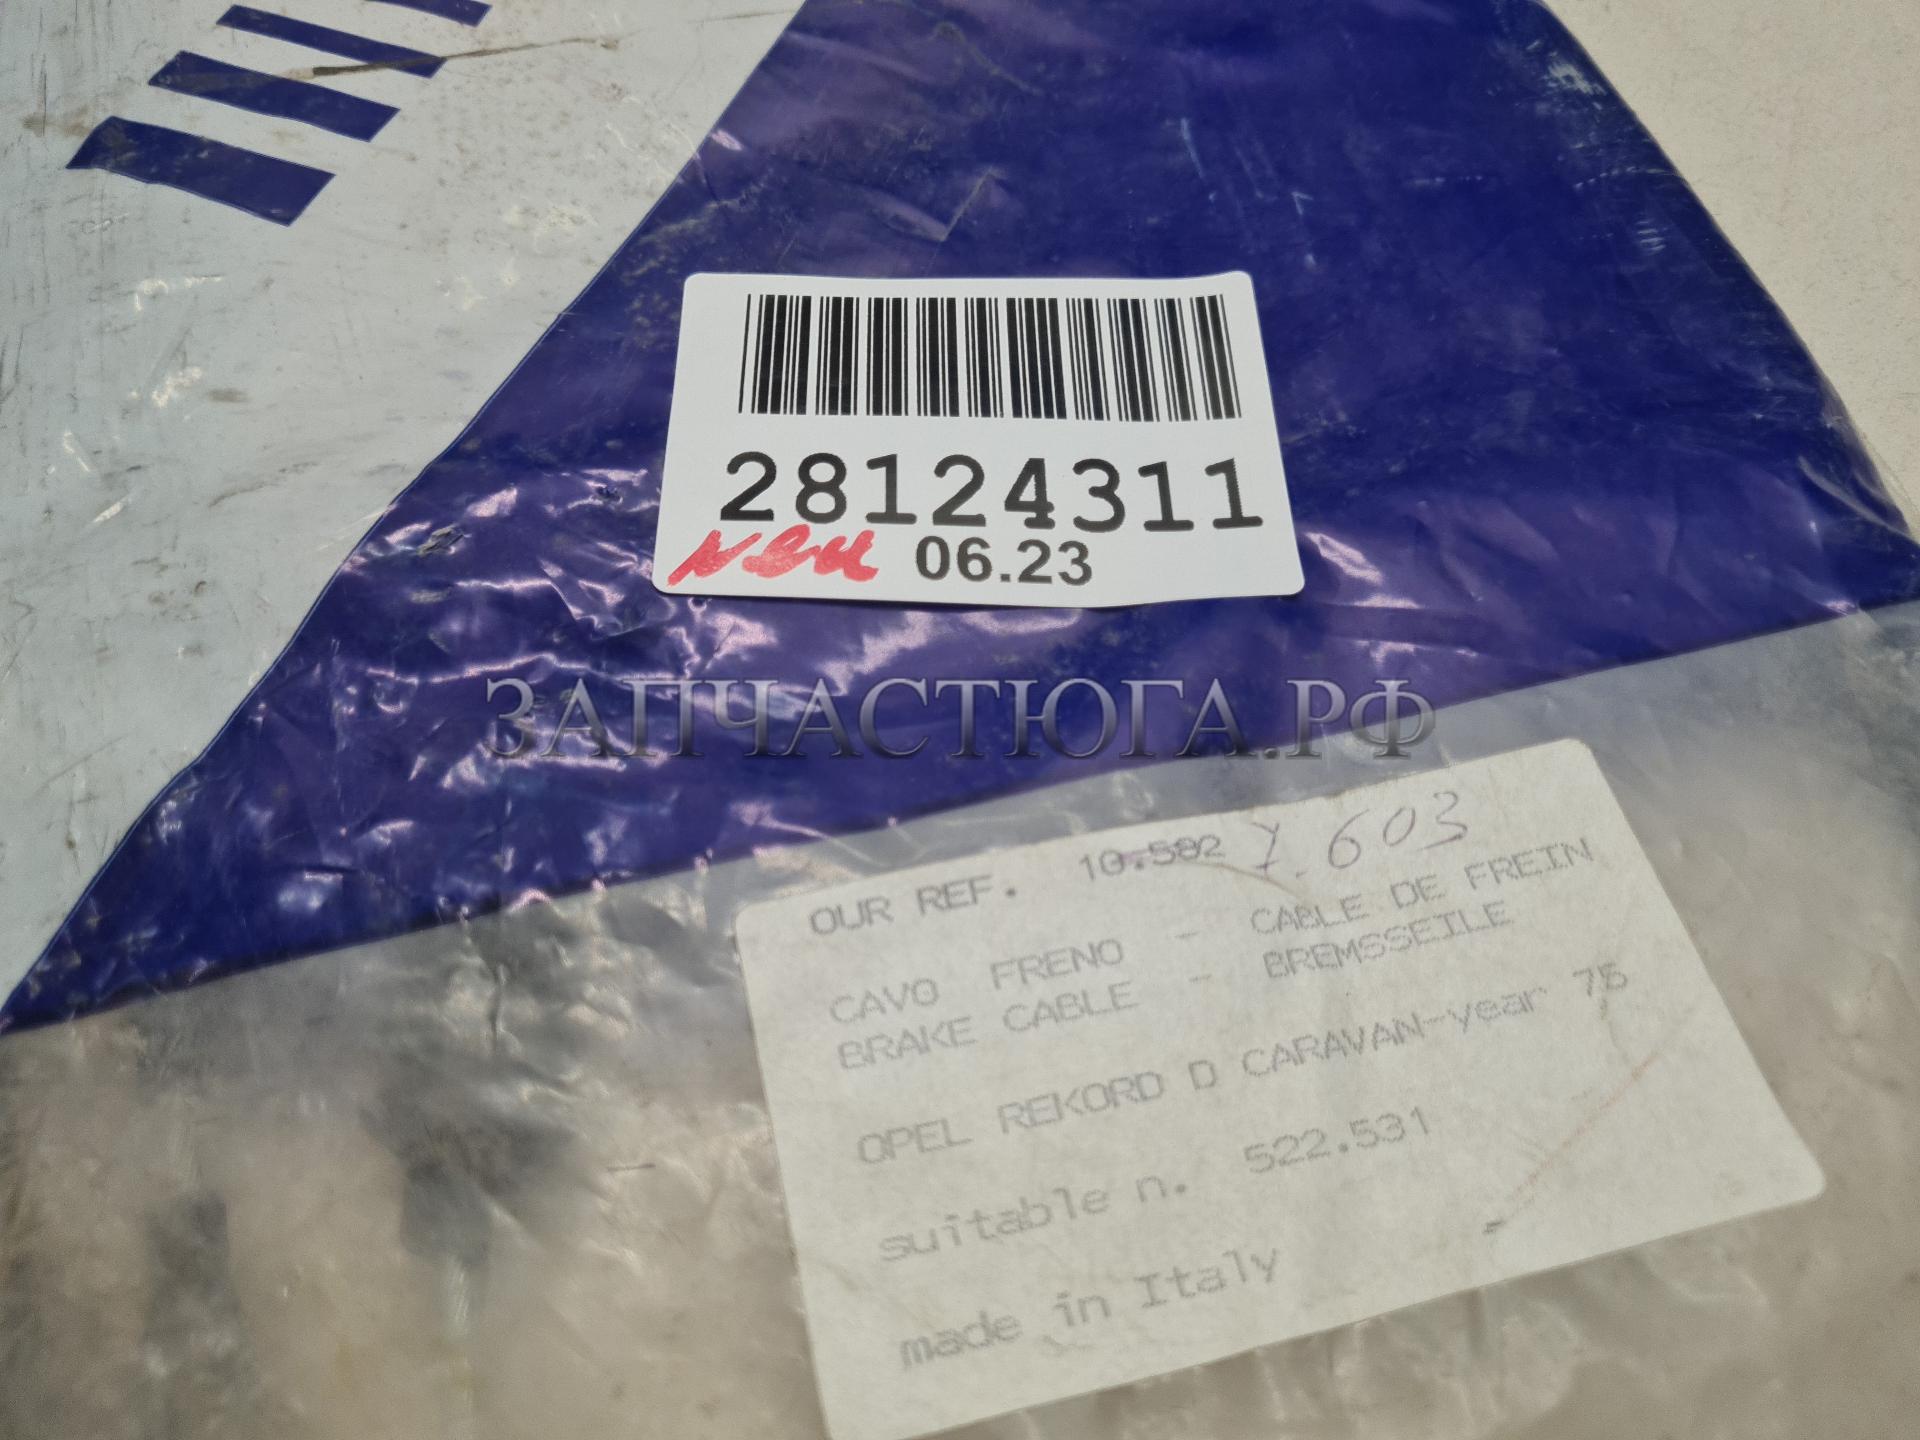 28124311
06.23
ЗАПЧАСТЮГА.РФ
OUR REF. 10.582 7.603
CAVO FRENO - CABLE DE FREIN
BRAKE CABLE - BREMSSEILE
OPEL REKORD D CARAVAN-year 75
suitable n. 522.531
made in Italy